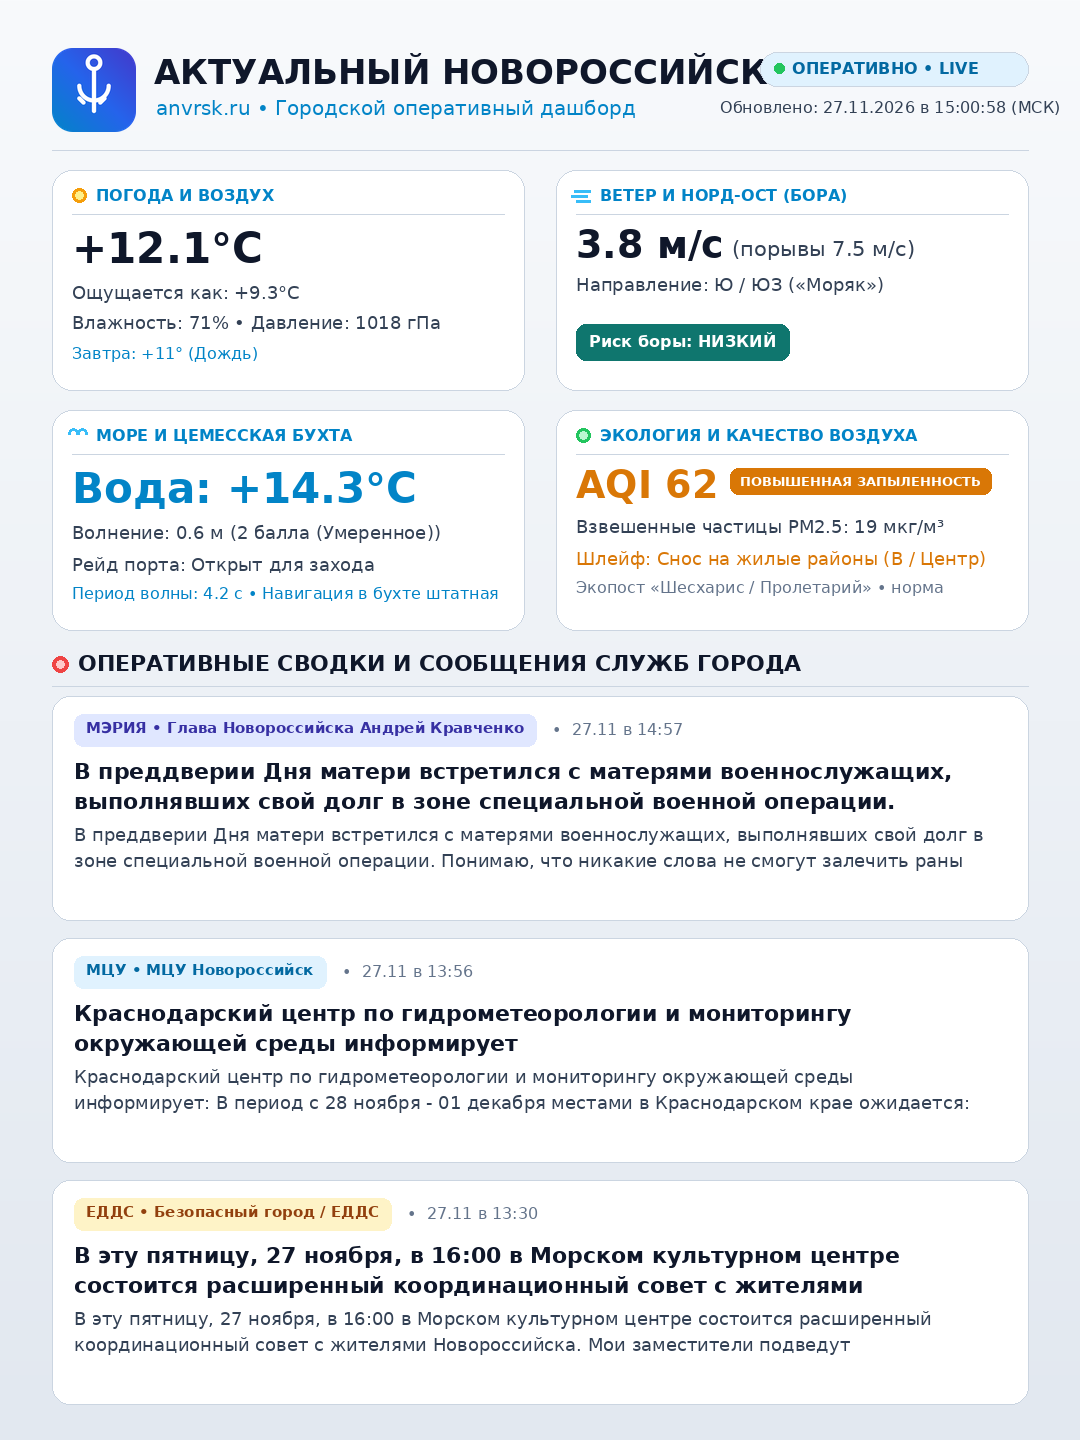 АКТУАЛЬНЫЙ НОВОРОССИЙСК
ОПЕРАТИВНО • LIVE
anvrsk.ru • Городской оперативный дашборд
Обновлено: 27.11.2026 в 15:00:58 (МСК)
ПОГОДА И ВОЗДУХ
+12.1°C
Ощущается как: +9.3°C
Влажность: 71% • Давление: 1018 гПа
Завтра: +11° (Дождь)
ВЕТЕР И НОРД-ОСТ (БОРА)
3.8 м/с (порывы 7.5 м/с)
Направление: Ю / ЮЗ («Моряк»)
Риск боры: НИЗКИЙ
МОРЕ И ЦЕМЕССКАЯ БУХТА
Вода: +14.3°C
Волнение: 0.6 м (2 балла (Умеренное))
Рейд порта: Открыт для захода
Период волны: 4.2 с • Навигация в бухте штатная
ЭКОЛОГИЯ И КАЧЕСТВО ВОЗДУХА
AQI 62 ПОВЫШЕННАЯ ЗАПЫЛЕННОСТЬ
Взвешенные частицы PM2.5: 19 мкг/м³
Шлейф: Снос на жилые районы (В / Центр)
Экопост «Шесхарис / Пролетарий» • норма
ОПЕРАТИВНЫЕ СВОДКИ И СООБЩЕНИЯ СЛУЖБ ГОРОДА
МЭРИЯ • Глава Новороссийска Андрей Кравченко • 27.11 в 14:57
В преддверии Дня матери встретился с матерями военнослужащих,
выполнявших свой долг в зоне специальной военной операции.
В преддверии Дня матери встретился с матерями военнослужащих, выполнявших свой долг в
зоне специальной военной операции. Понимаю, что никакие слова не смогут залечить раны
МЦУ • МЦУ Новороссийск • 27.11 в 13:56
Краснодарский центр по гидрометеорологии и мониторингу
окружающей среды информирует
Краснодарский центр по гидрометеорологии и мониторингу окружающей среды
информирует: В период с 28 ноября - 01 декабря местами в Краснодарском крае ожидается:
ЕДДС • Безопасный город / ЕДДС • 27.11 в 13:30
В эту пятницу, 27 ноября, в 16:00 в Морском культурном центре
состоится расширенный координационный совет с жителями
В эту пятницу, 27 ноября, в 16:00 в Морском культурном центре состоится расширенный
координационный совет с жителями Новороссийска. Мои заместители подведут